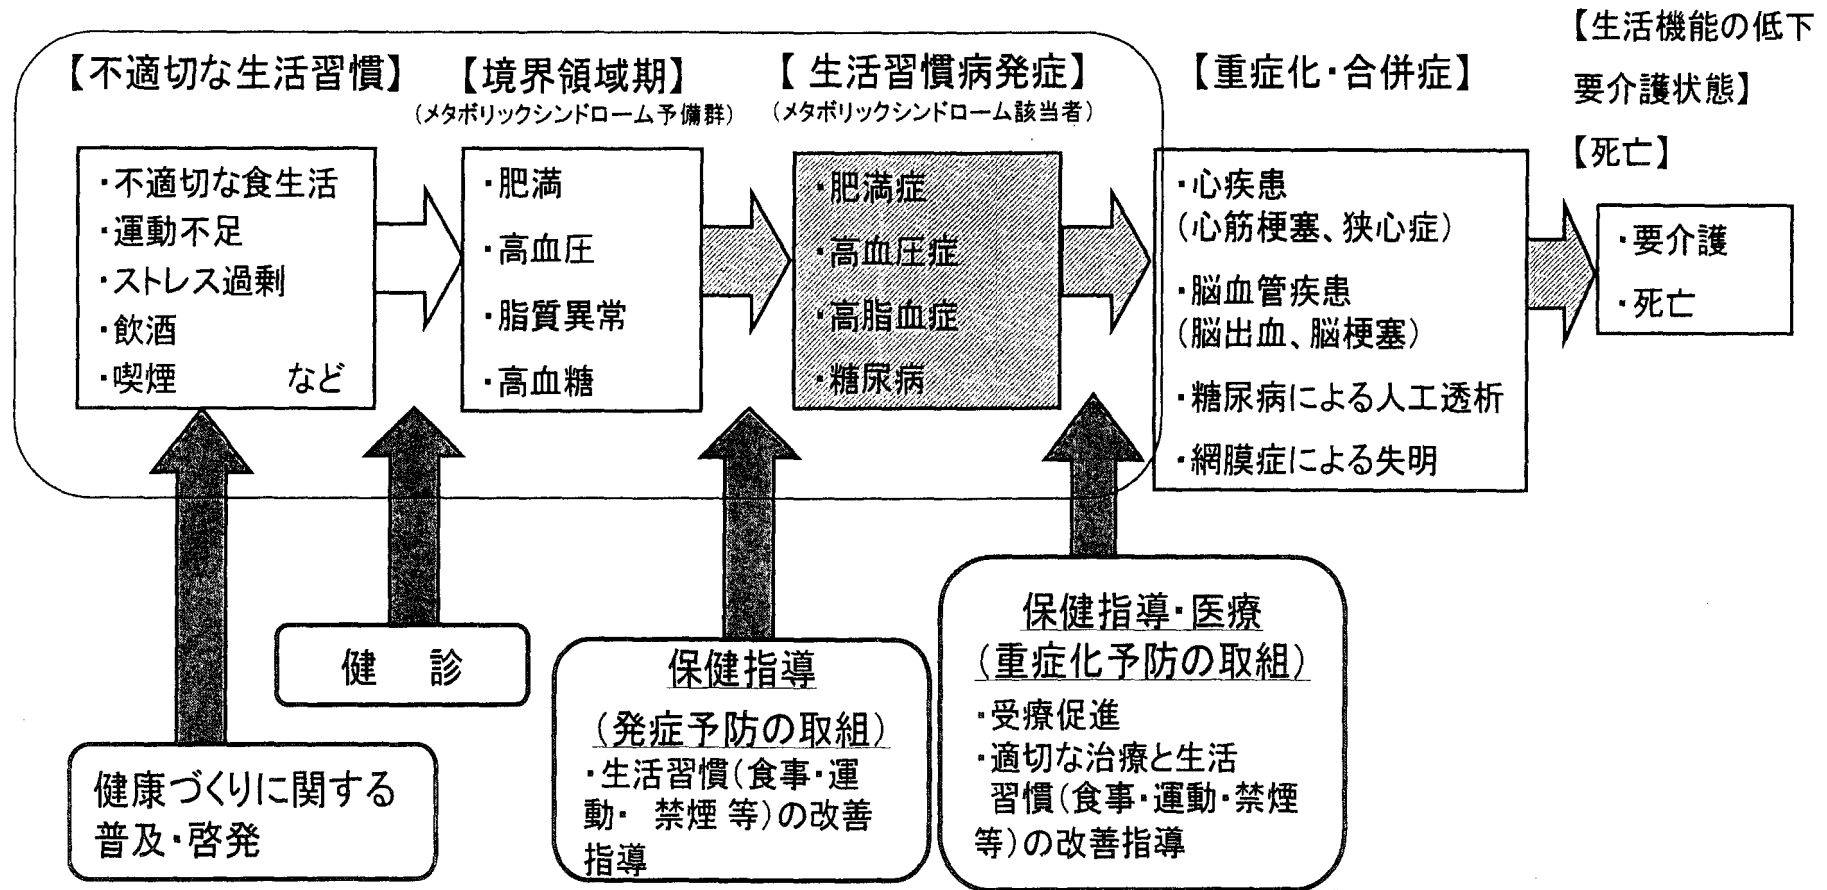 【不適切な生活習慣】
・不適切な食生活
・運動不足
・ストレス過剰
・飲酒
・喫煙 など
【境界領域期】
(メタボリックシンドローム予備群)
・肥満
・高血圧
・脂質異常
・高血糖
【生活習慣病発症】
(メタボリックシンドローム該当者)
・肥満症
・高血圧症
・高脂血症
・糖尿病
【重症化・合併症】
・心疾患
(心筋梗塞、狭心症)
・脳血管疾患
(脳出血、脳梗塞)
・糖尿病による人工透析
・網膜症による失明
【生活機能の低下
要介護状態】
【死亡】
・要介護
・死亡
健康づくりに関する
普及・啓発
健 診
保健指導
(発症予防の取組)
・生活習慣(食事・運
動・ 禁煙 等)の改善
指導
保健指導・医療
(重症化予防の取組)
・受療促進
・適切な治療と生活
習慣(食事・運動・禁煙
等)の改善指導